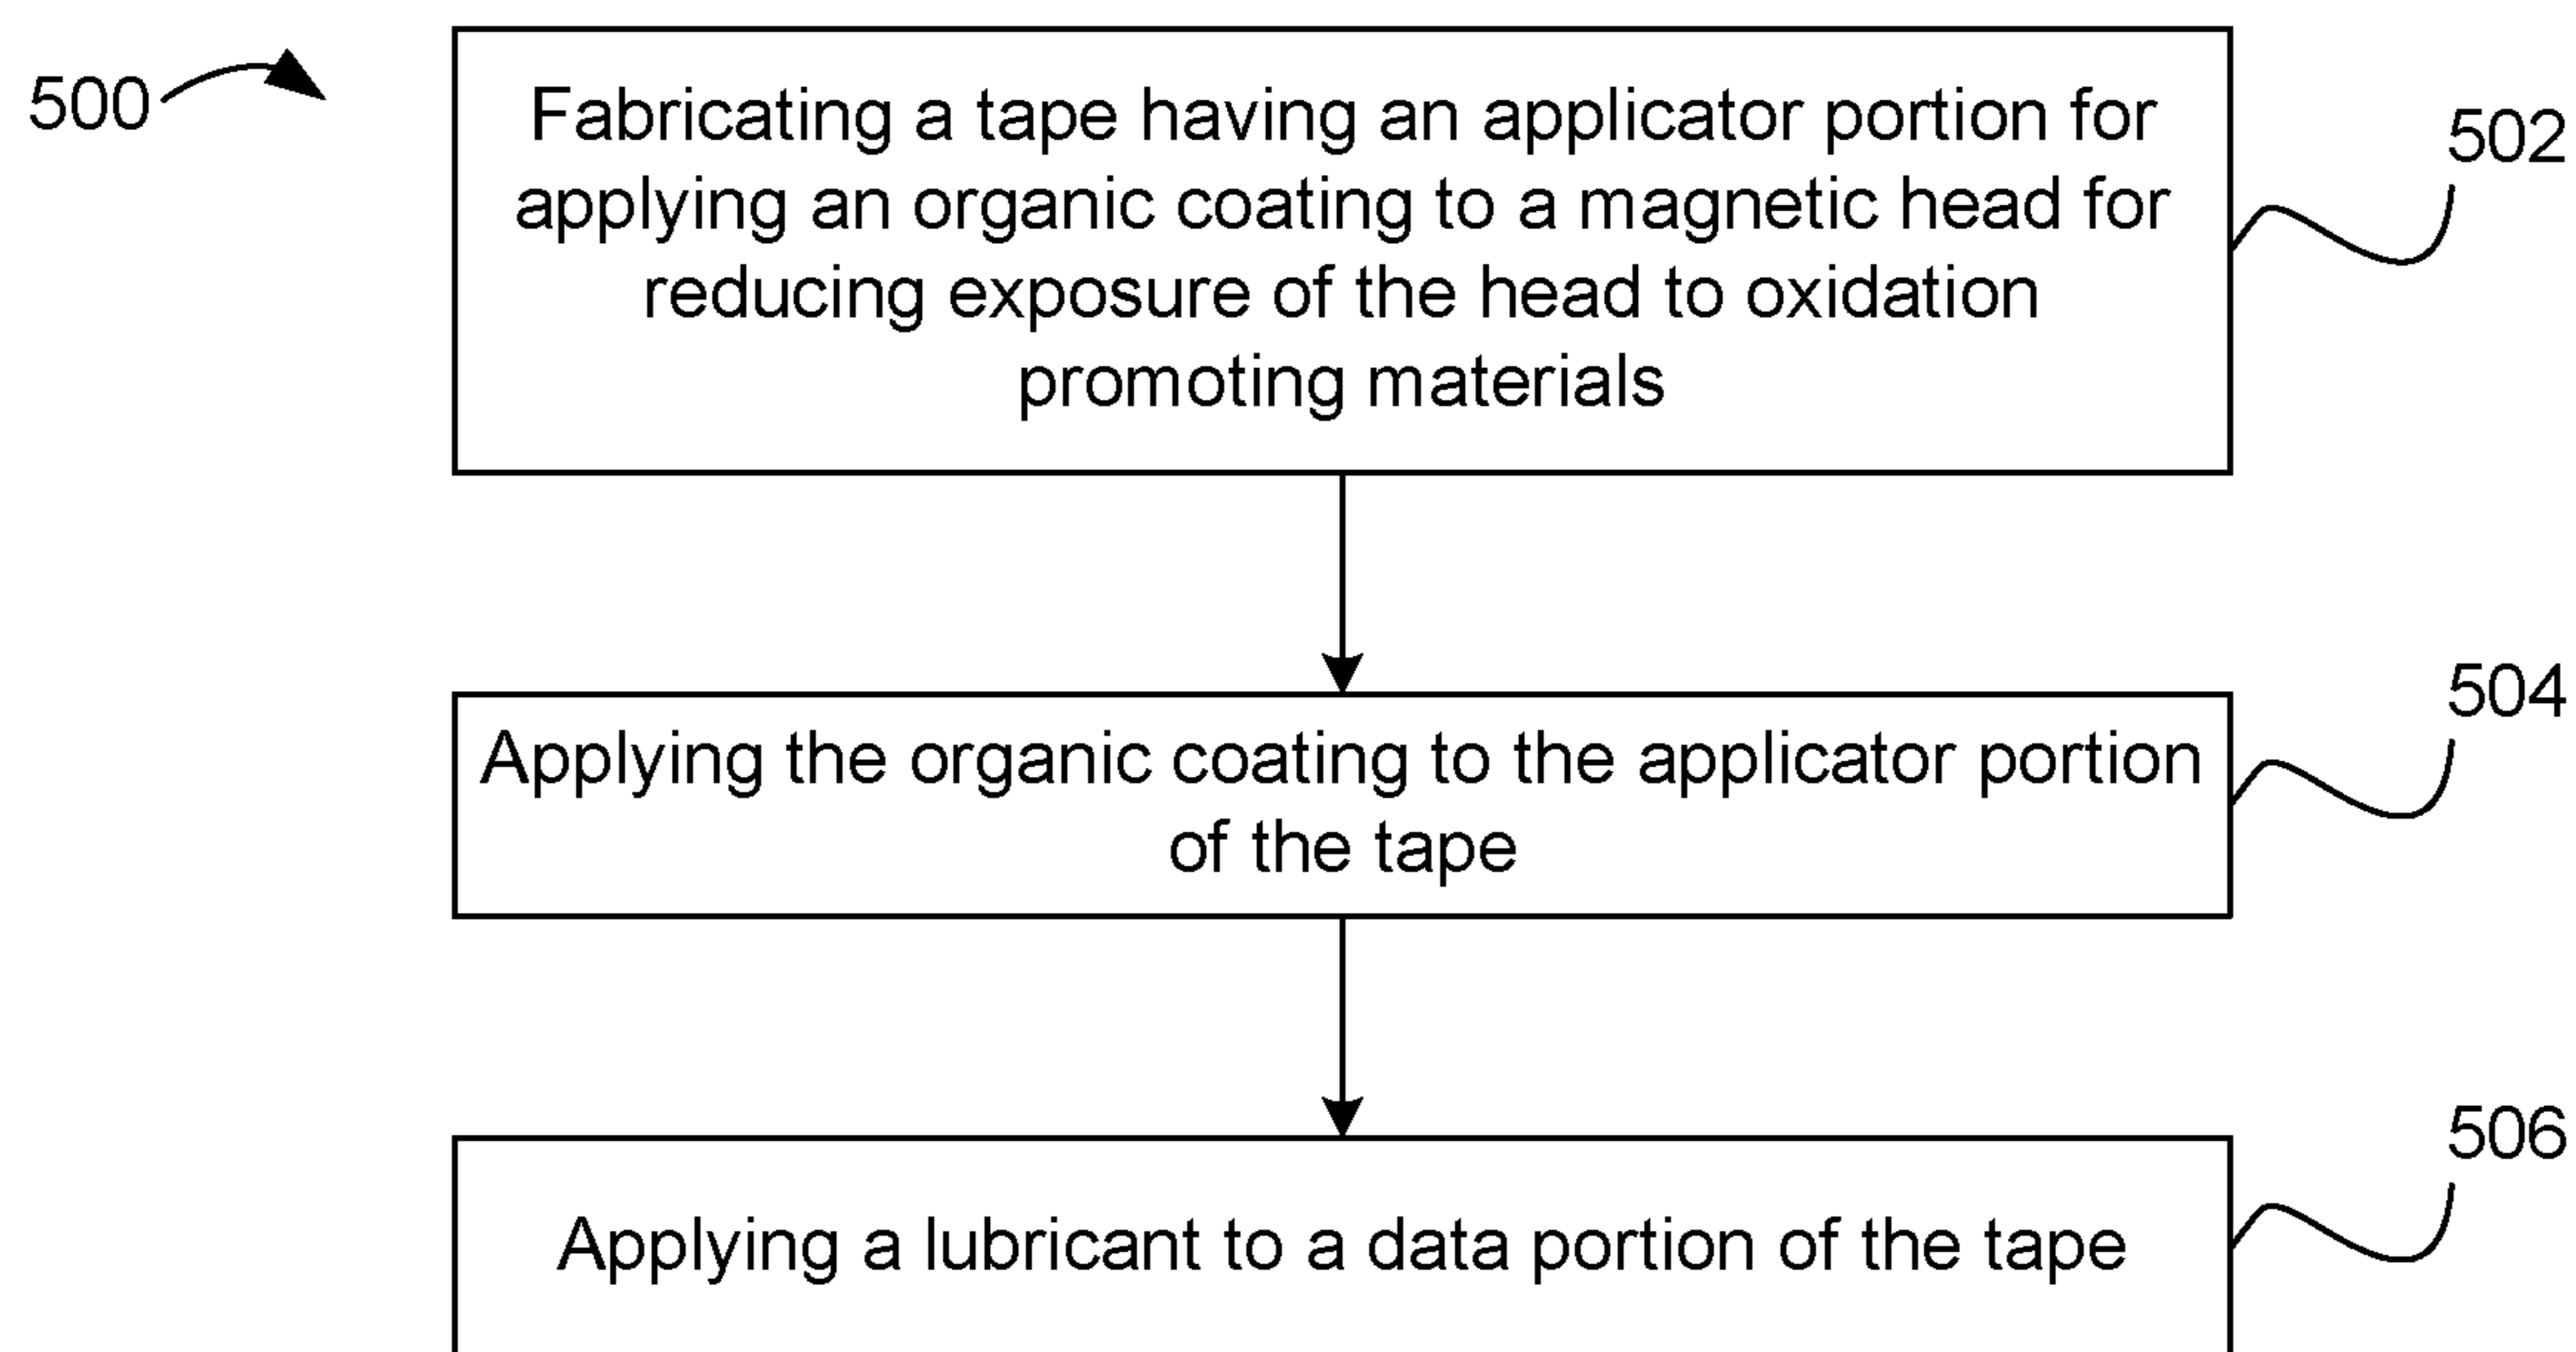 500
Fabricating a tape having an applicator portion for
applying an organic coating to a magnetic head for
reducing exposure of the head to oxidation
promoting materials
502
Applying the organic coating to the applicator portion
of the tape
504
Applying a lubricant to a data portion of the tape
506